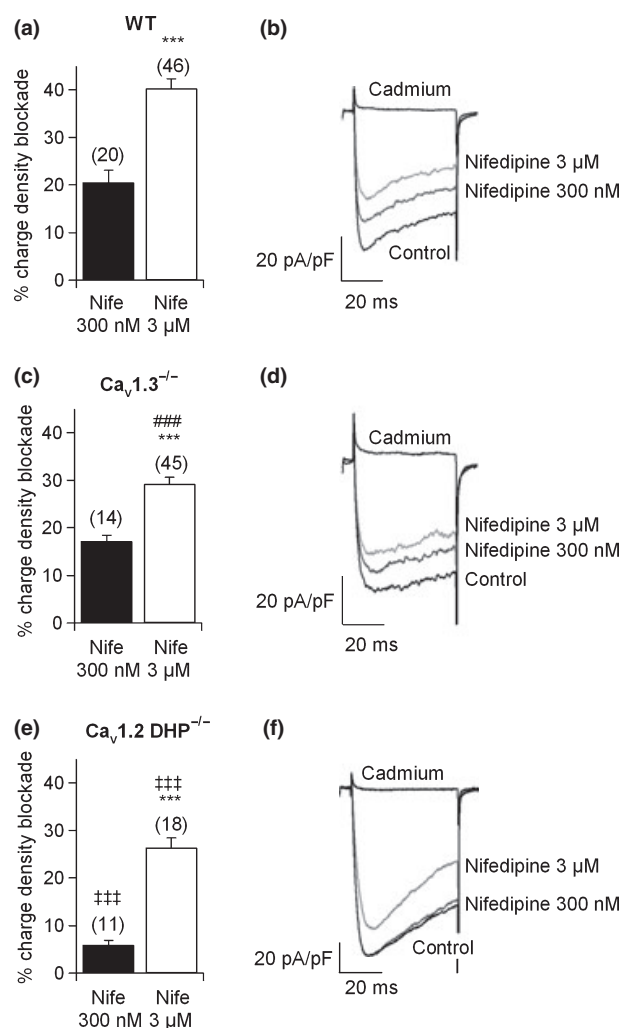 (a)
WT
***
(46)
(20)
% charge density blockade
40
30
20
10
0
Nife
300 nM
Nife
3 µM
(b)
Cadmium
Nifedipine 3 µM
Nifedipine 300 nM
Control
20 pA/pF
20 ms
(c)
Cav1.3−/−
###
***
(45)
(14)
% charge density blockade
40
30
20
10
0
Nife
300 nM
Nife
3 µM
(d)
Cadmium
Nifedipine 3 µM
Nifedipine 300 nM
Control
20 pA/pF
20 ms
(e)
Cav1.2 DHP−/−
‡‡‡
***
(18)
‡‡‡
(11)
% charge density blockade
40
30
20
10
0
Nife
300 nM
Nife
3 µM
(f)
Cadmium
Nifedipine 3 µM
Nifedipine 300 nM
Control
20 pA/pF
20 ms